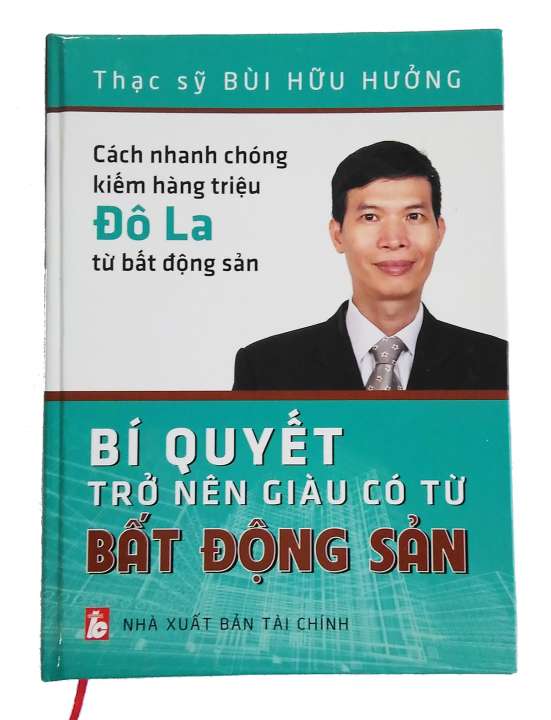 Thạc sỹ BÙI HỮU HƯỞNG
Cách nhanh chóng
kiếm hàng triệu
Đô La
từ bất động sản
BÍ QUYẾT
TRỞ NÊN GIÀU CÓ TỪ
BẤT ĐỘNG SẢN
NHÀ XUẤT BẢN TÀI CHÍNH